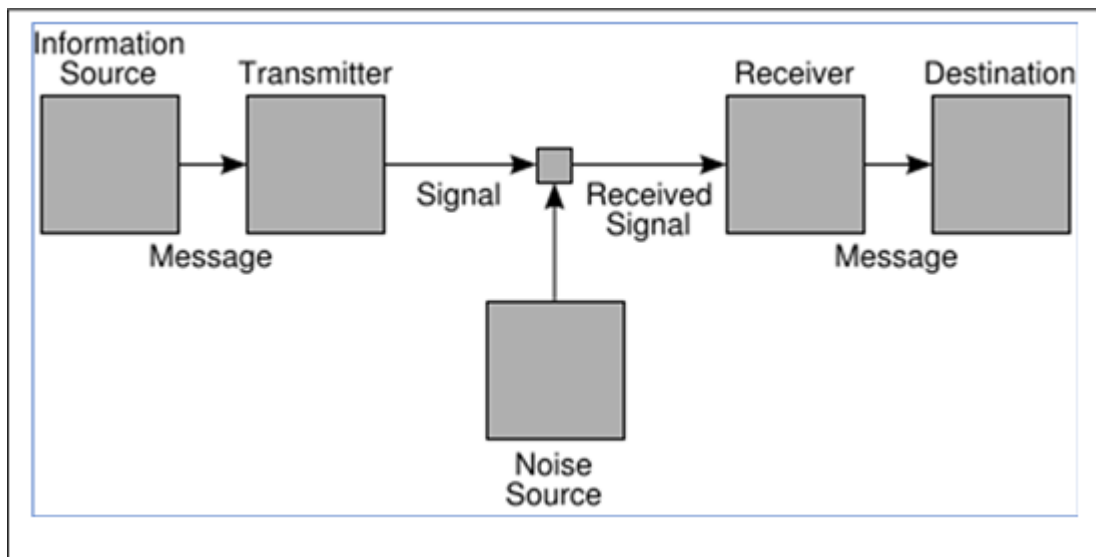 Information
Source
Transmitter
Receiver
Destination
Signal
Received
Signal
Message
Message
Noise
Source